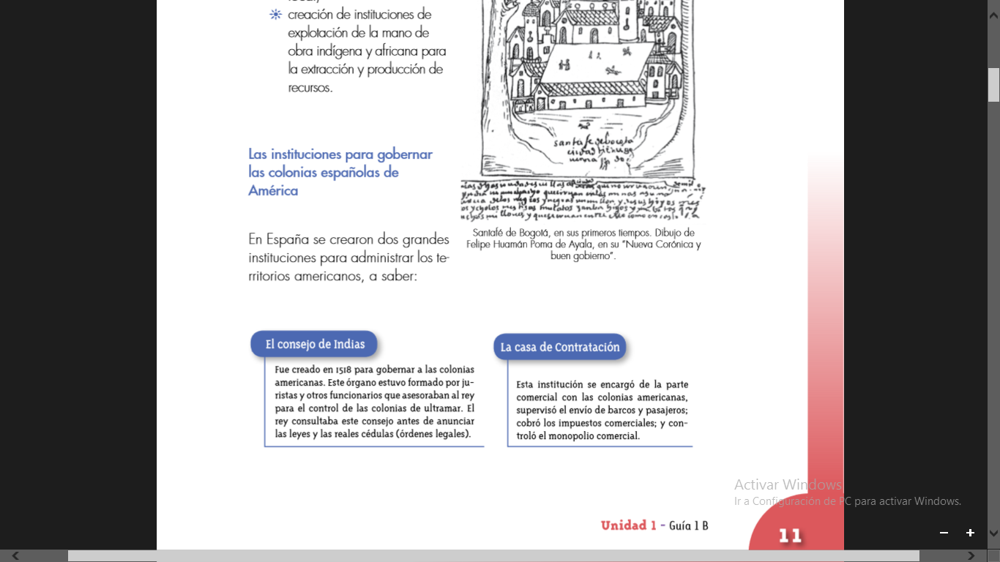 creación de instituciones de
explotación de la mano de
obra indígena y africana para
la extracción y producción de
recursos.
Las instituciones para gobernar
las colonias españolas de
América
En España se crearon dos grandes
instituciones para administrar los te-
rritorios americanos, a saber:
santa fe de bogota
ciudad
Santafé de Bogotá, en sus primeros tiempos. Dibujo de
Felipe Huamán Poma de Ayala, en su "Nueva Corónica y
buen gobierno".
El consejo de Indias
Fue creado en 1518 para gobernar a las colonias
americanas. Este órgano estuvo formado por ju-
ristas y otros funcionarios que asesoraban al rey
para el control de las colonias de ultramar. El
rey consultaba este consejo antes de anunciar
las leyes y las reales cédulas (órdenes legales).
La casa de Contratación
Esta institución se encargó de la parte
comercial con las colonias americanas,
supervisó el envío de barcos y pasajeros;
cobró los impuestos comerciales; y con-
troló el monopolio comercial.
Activar Windows
Ir a Configuración de PC para activar Windows.
Unidad 1 - Guía 1 B
11